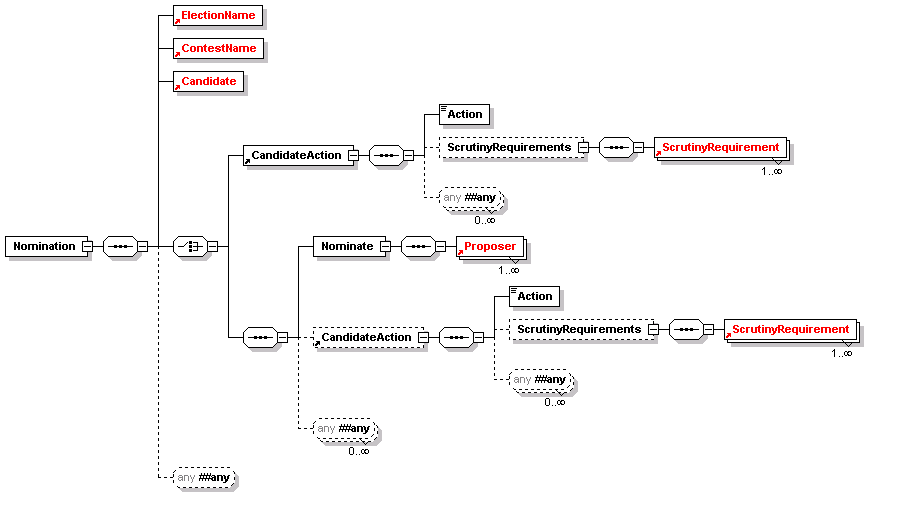 ElectionName
ContestName
Candidate
Action
CandidateAction
ScrutinyRequirements
ScrutinyRequirement
1..∞
any ##any
0..∞
Nomination
Nominate
Proposer
1..∞
Action
CandidateAction
ScrutinyRequirements
ScrutinyRequirement
1..∞
any ##any
0..∞
any ##any
0..∞
any ##any